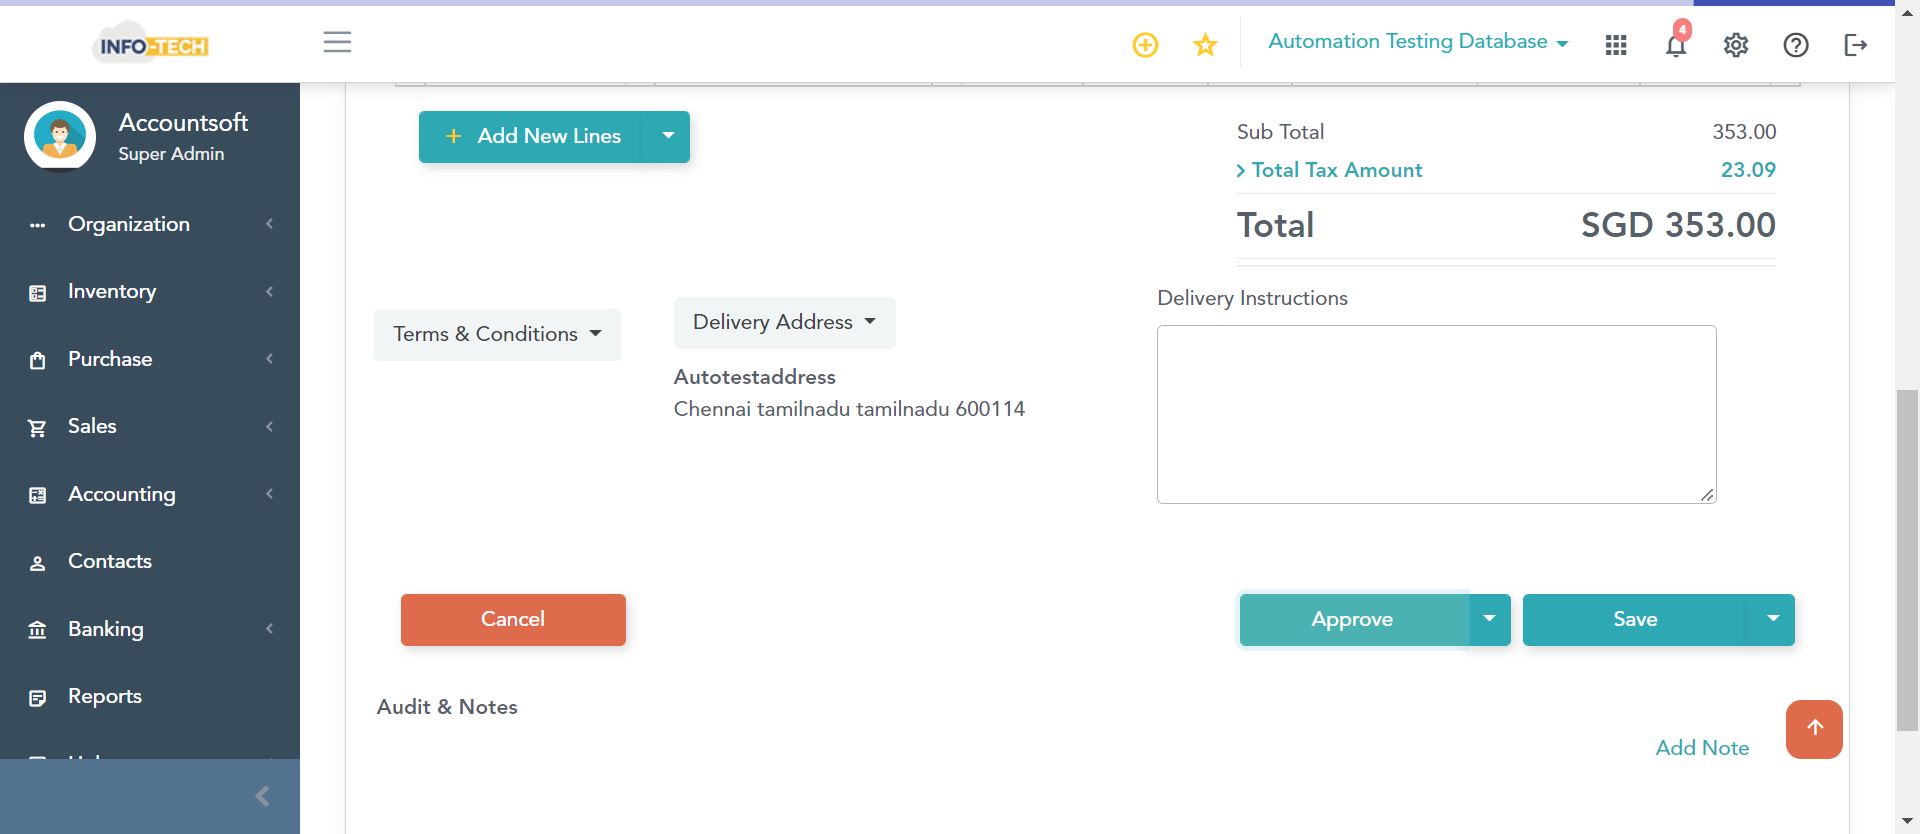 INFO-TECH
Automation Testing Database
4
Accountsoft
Super Admin
Organization
Inventory
Purchase
Sales
Accounting
Contacts
Banking
Reports
Add New Lines
Sub Total 353.00
Total Tax Amount 23.09
Total SGD 353.00
Terms & Conditions
Delivery Address
Autotestaddress
Chennai tamilnadu tamilnadu 600114
Delivery Instructions
Cancel
Approve
Save
Audit & Notes
Add Note